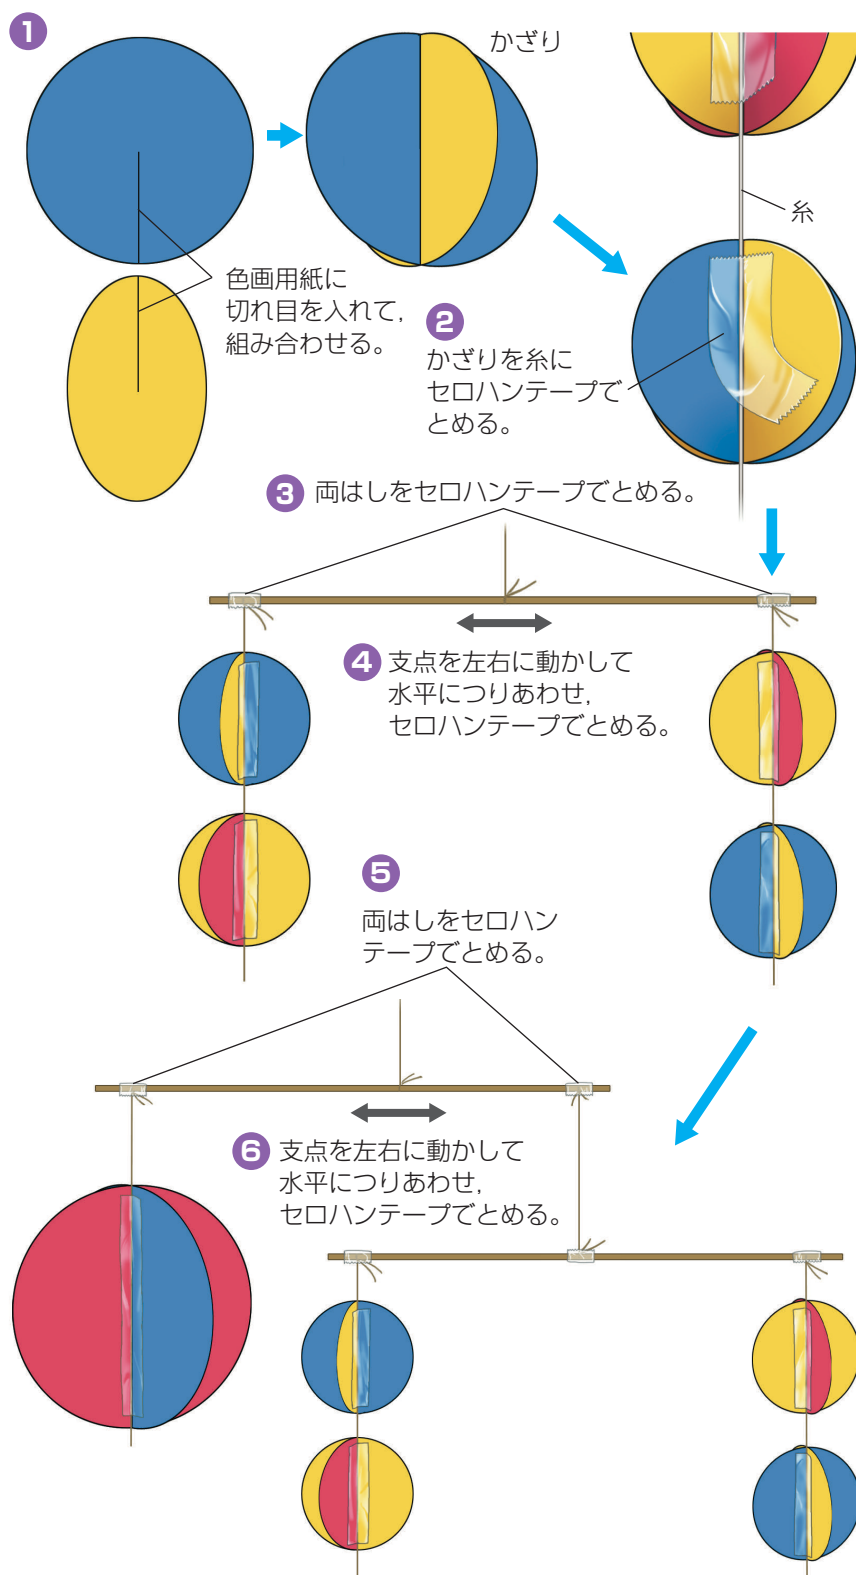 1
かざり
糸
色画用紙に
切れ目を入れて,
組み合わせる。
2
かざりを糸に
セロハンテープで
とめる。
3 両はしをセロハンテープでとめる。
4 支点を左右に動かして
水平につりあわせ,
セロハンテープでとめる。
5
両はしをセロハン
テープでとめる。
6 支点を左右に動かして
水平につりあわせ,
セロハンテープでとめる。